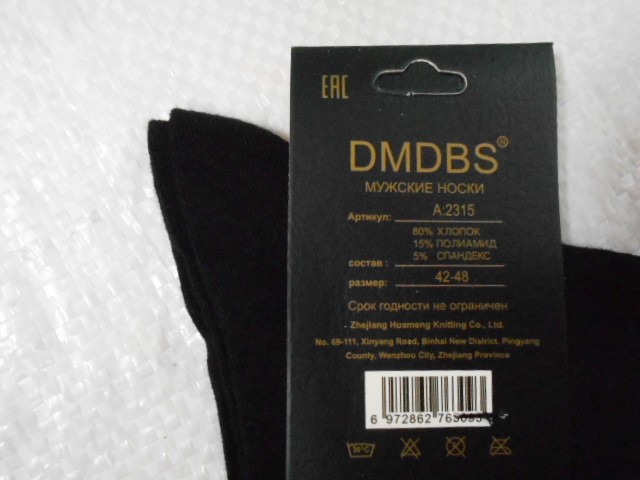 EAC
DMDBS®
МУЖСКИЕ НОСКИ
Артикул: А:2315
80% ХЛОПОК
15% ПОЛИАМИД
состав : 5% СПАНДЕКС
размер: 42-48
Срок годности не ограничен
Zhejiang Huameng Knitting Co., Ltd.
No. 69-111, Xinyang Road, Binhai New District, Pingyang
County, Wenzhou City, Zhejiang Province
6 972862